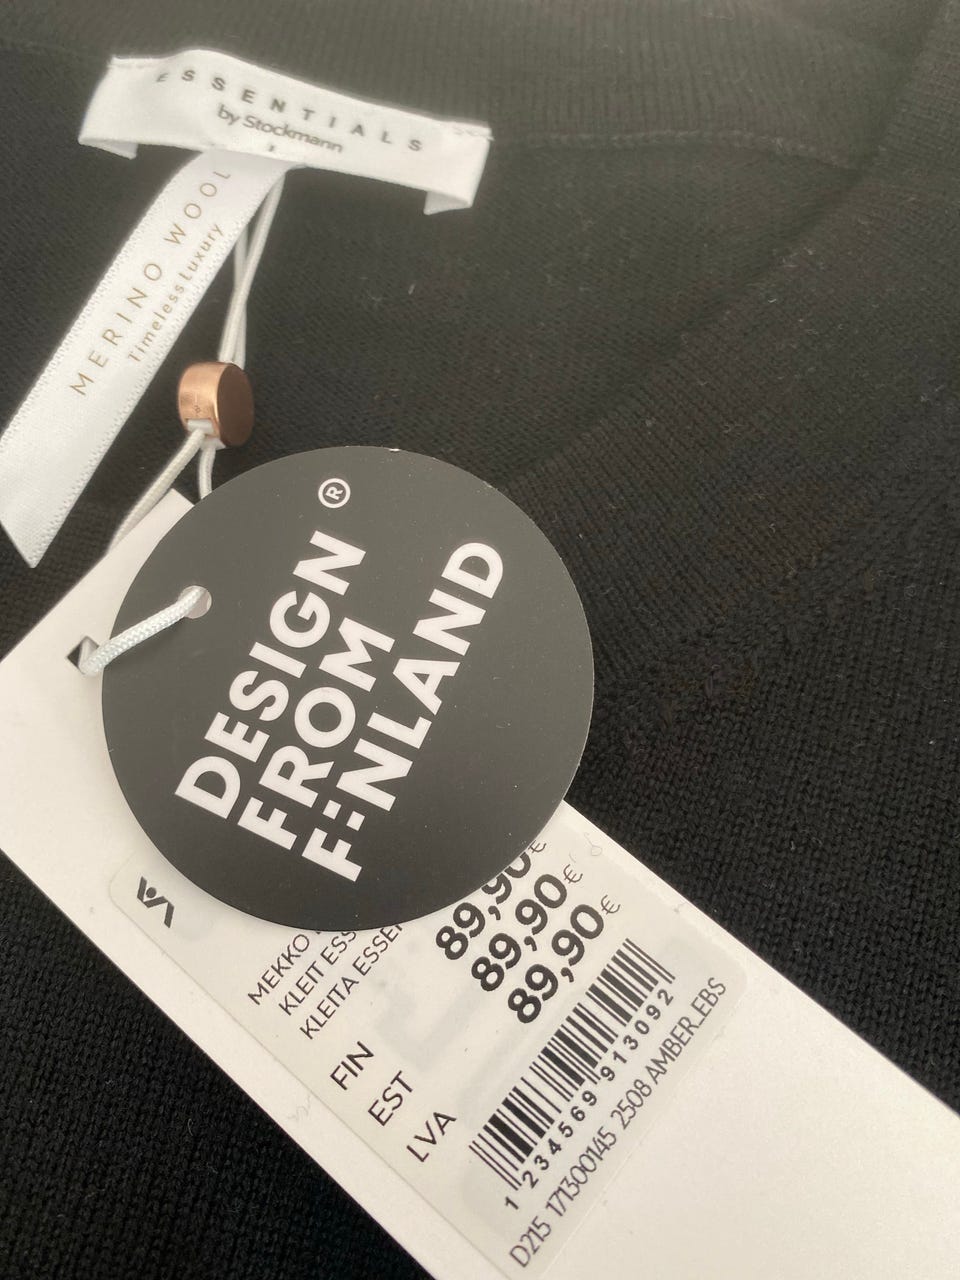 ESSENTIALS
by Stockmann
L
MERINO WOOL
Timeless Luxury
®
DESIGN
FROM
FINLAND
MEKKO
KLEIT ESS
KLEITA ESSE
FIN
EST
LVA
89,90€
89,90€
89,90€
1 234569 913092
D215 171300145 2508 AMBER_EBS